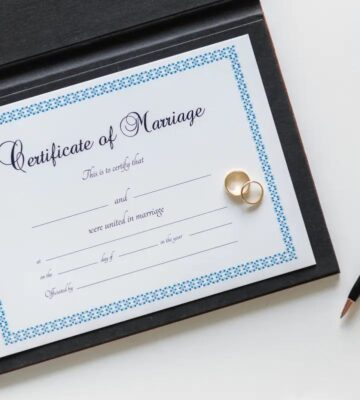 Certificate of Marriage
This is to certify that
and
were united in marriage
at
on the day of in the year
Officiated by